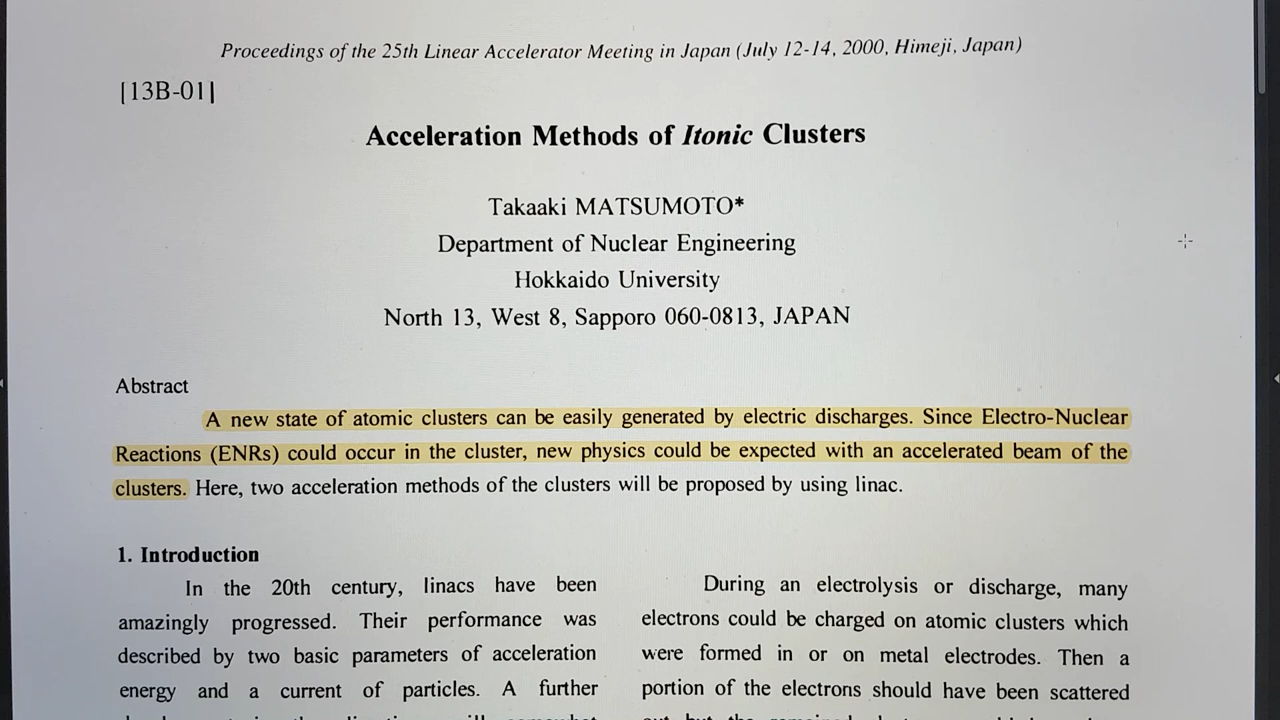 Proceedings of the 25th Linear Accelerator Meeting in Japan (July 12-14, 2000, Himeji, Japan)
[13B-01]
Acceleration Methods of Itonic Clusters
Takaaki MATSUMOTO*
Department of Nuclear Engineering
Hokkaido University
North 13, West 8, Sapporo 060-0813, JAPAN
Abstract
A new state of atomic clusters can be easily generated by electric discharges. Since Electro-Nuclear
Reactions (ENRs) could occur in the cluster, new physics could be expected with an accelerated beam of the
clusters. Here, two acceleration methods of the clusters will be proposed by using linac.
1. Introduction
In the 20th century, linacs have been
amazingly progressed. Their performance was
described by two basic parameters of acceleration
energy and a current of particles. A further
During an electrolysis or discharge, many
electrons could be charged on atomic clusters which
were formed in or on metal electrodes. Then a
portion of the electrons should have been scattered